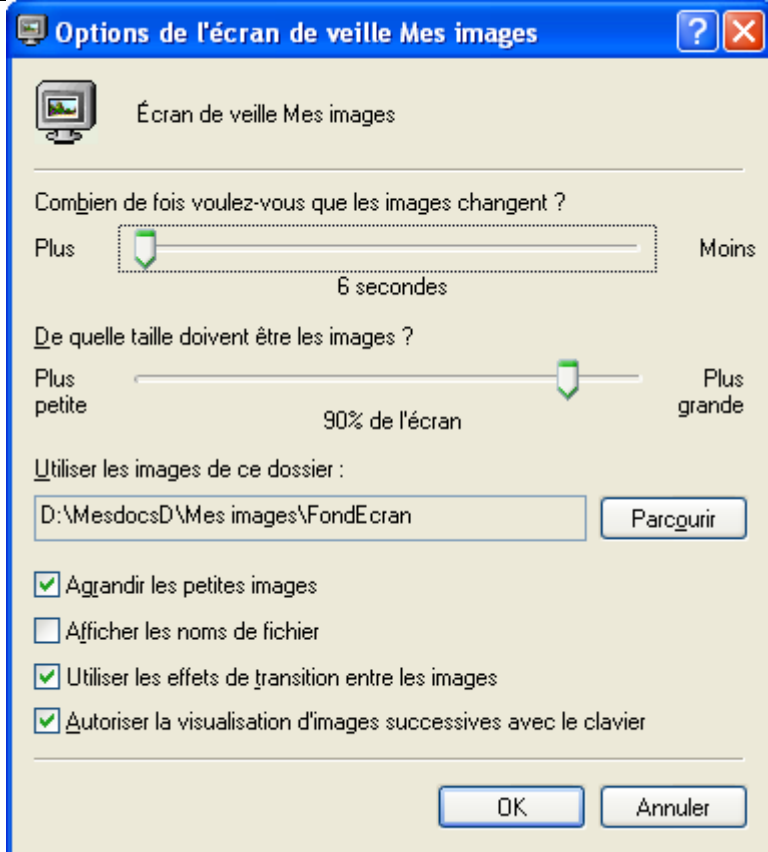 Options de l'écran de veille Mes images
Écran de veille Mes images
Combien de fois voulez-vous que les images changent ?
Plus Moins
6 secondes
De quelle taille doivent être les images ?
Plus petite Plus grande
90% de l'écran
Utiliser les images de ce dossier :
D:\MesdocsD\Mes images\FondEcran Parcourir
Agrandir les petites images
Afficher les noms de fichier
Utiliser les effets de transition entre les images
Autoriser la visualisation d'images successives avec le clavier
OK Annuler